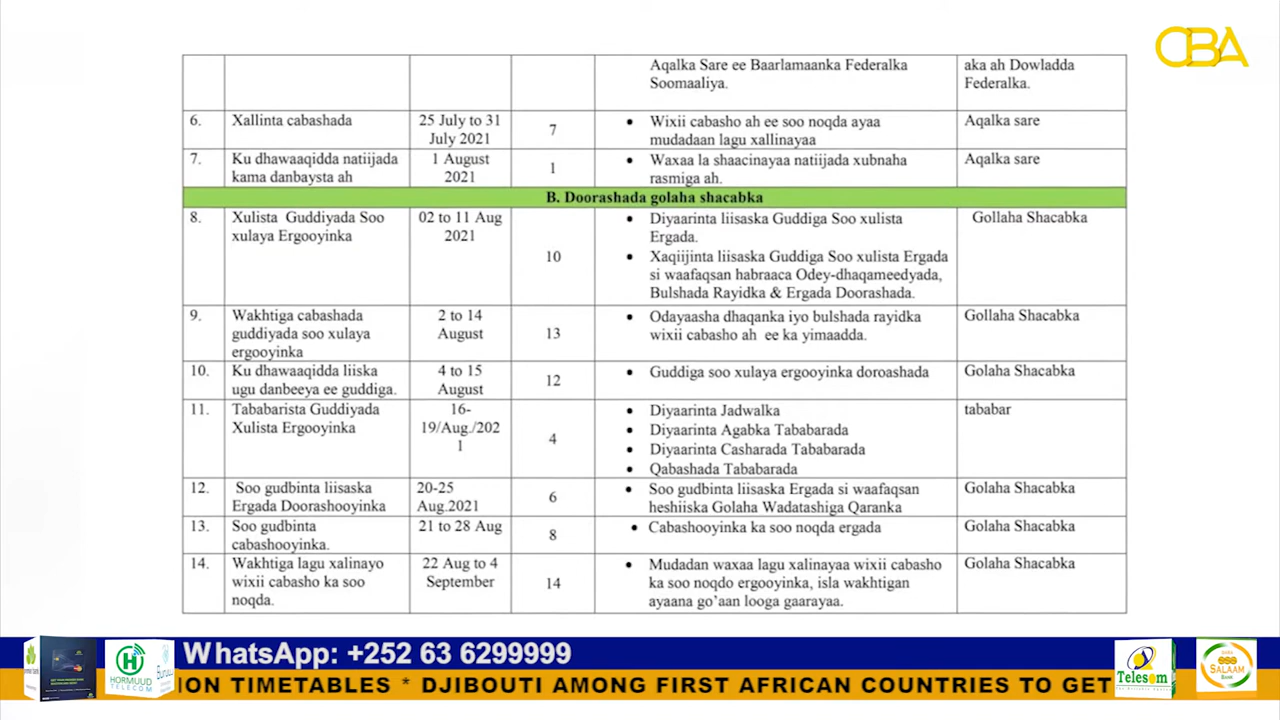 CBA
Aqalka Sare ee Baarlamaanka Federalka
Soomaaliya.
aka ah Dowladda
Federalka.
6.
Xallinta cabashada
25 July to 31
July 2021
7
• Wixii cabasho ah ee soo noqda ayaa
mudadaan lagu xallinayaa
Aqalka sare
7.
Ku dhawaaqidda natiijada
kama danbaysta ah
1 August
2021
1
• Waxaa la shaacinayaa natiijada xubnaha
rasmiga ah.
Aqalka sare
B. Doorashada golaha shacabka
8.
Xulista Guddiyada Soo
xulaya Ergooyinka
02 to 11 Aug
2021
10
• Diyaarinta liisaska Guddiga Soo xulista
Ergada.
• Xaqiijinta liisaska Guddiga Soo xulista Ergada
si waafaqsan habraaca Odey-dhaqameedyada,
Bulshada Rayidka & Ergada Doorashada.
Gollaha Shacabka
9.
Wakhtiga cabashada
guddiyada soo xulaya
ergooyinka
2 to 14
August
13
• Odayaasha dhaqanka iyo bulshada rayidka
wixii cabasho ah ee ka yimaadda.
Gollaha Shacabka
10.
Ku dhawaaqidda liiska
ugu danbeeya ee guddiga.
4 to 15
August
12
• Guddiga soo xulaya ergooyinka doroashada
Golaha Shacabka
11.
Tababarista Guddiyada
Xulista Ergooyinka
16-
19/Aug./202
1
4
• Diyaarinta Jadwalka
• Diyaarinta Agabka Tababarada
• Diyaarinta Casharada Tababarada
• Qabashada Tababarada
tababar
12.
Soo gudbinta liisaska
Ergada Doorashooyinka
20-25
Aug.2021
6
• Soo gudbinta liisaska Ergada si waafaqsan
heshiiska Golaha Wadatashiga Qaranka
Golaha Shacabka
13.
Soo gudbinta
cabashooyinka.
21 to 28 Aug
8
• Cabashooyinka ka soo noqda ergada
Golaha Shacabka
14.
Wakhtiga lagu xalinayo
wixii cabasho ka soo
noqda.
22 Aug to 4
September
14
• Mudadan waxaa lagu xalinayaa wixii cabasho
ka soo noqdo ergooyinka, isla wakhtigan
ayaana go'aan looga gaarayaa.
Golaha Shacabka
WhatsApp: +252 63 6299999
HORMUUD
TELECOM
Telesom
SALAAM
Bank
ION TIMETABLES * DJIBOUTI AMONG FIRST AFRICAN COUNTRIES TO GET